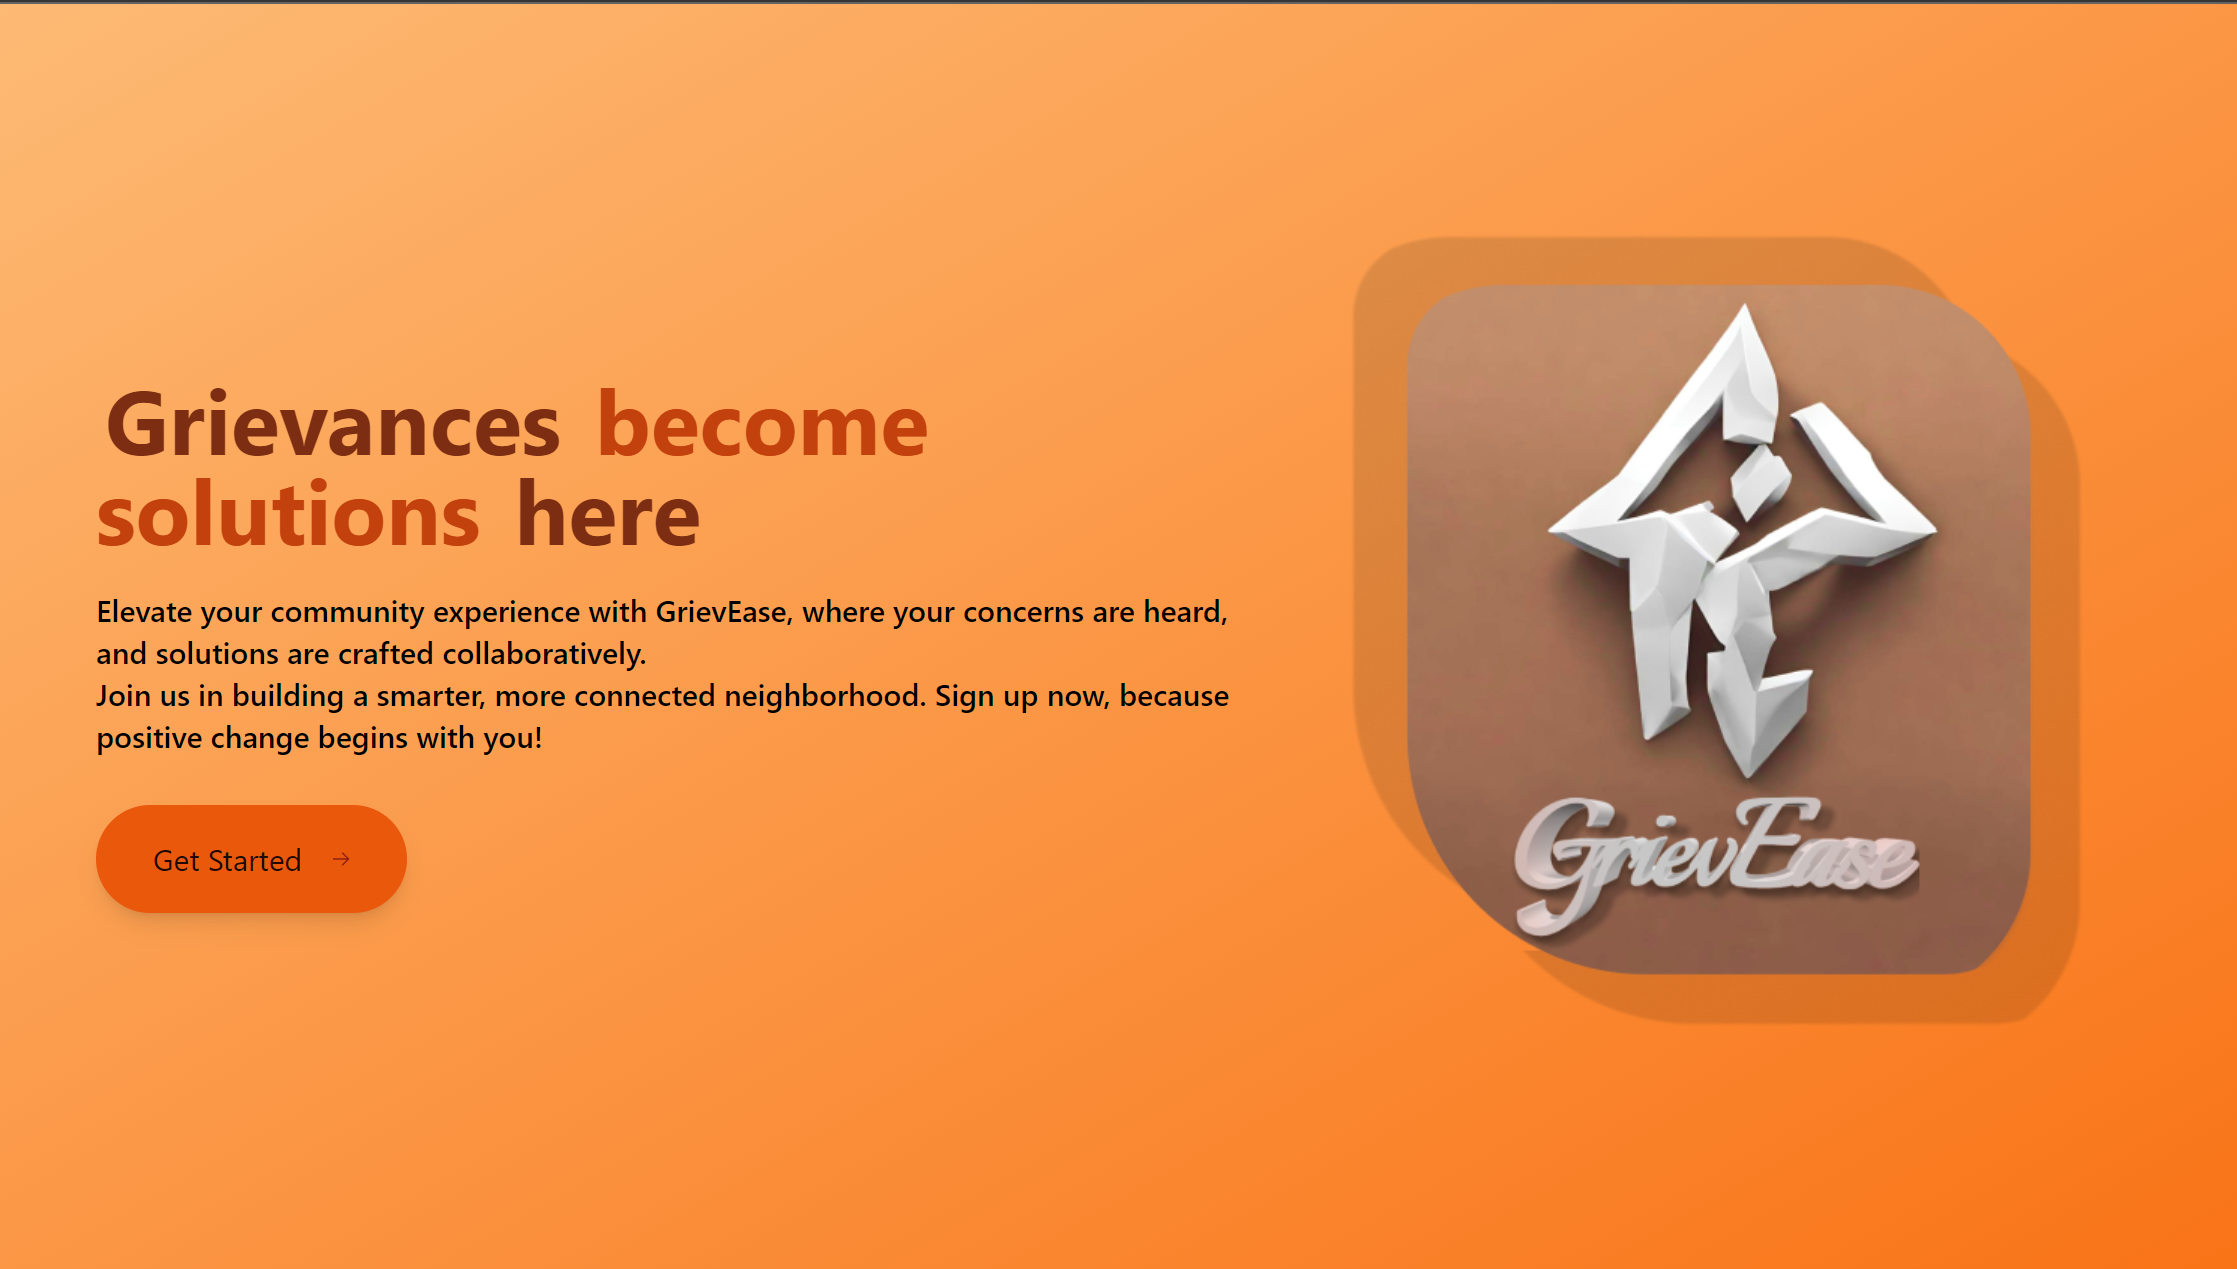 Grievances become
solutions here
Elevate your community experience with GrievEase, where your concerns are heard,
and solutions are crafted collaboratively.
Join us in building a smarter, more connected neighborhood. Sign up now, because
positive change begins with you!
Get Started →
GrievEase